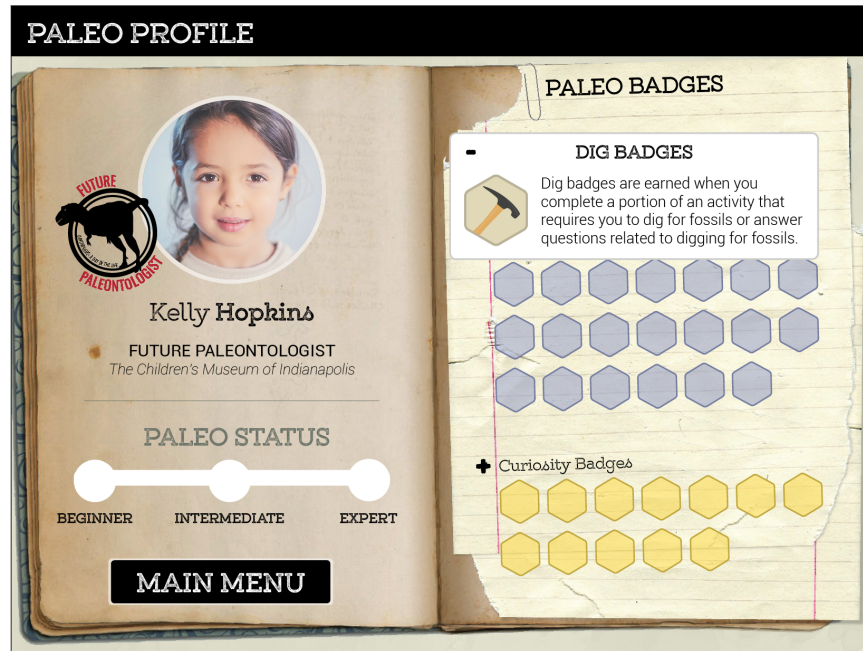 PALEO PROFILE
FUTURE
PALEONTOLOGIST
Kelly Hopkins
FUTURE PALEONTOLOGIST
The Children's Museum of Indianapolis
PALEO STATUS
BEGINNER INTERMEDIATE EXPERT
MAIN MENU
PALEO BADGES
- DIG BADGES
Dig badges are earned when you
complete a portion of an activity that
requires you to dig for fossils or answer
questions related to digging for fossils.
+ Curiosity Badges